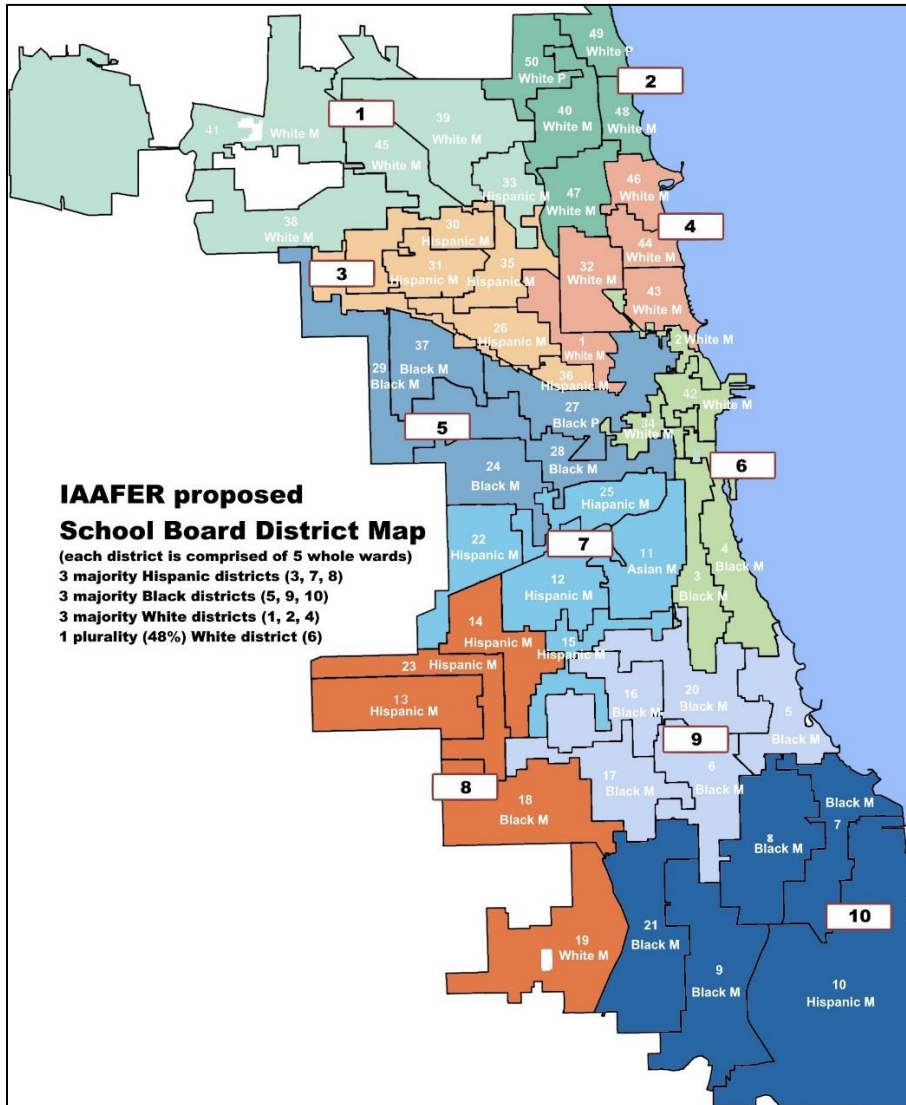 49
White P
50
White P
2
1
41
White M
39
White M
40
White M
48
White M
45
White M
33
Hispanic M
47
White M
46
White M
38
White M
30
Hispanic M
4
3
31
Hispanic M
35
Hispanic M
32
White M
44
White M
43
White M
26
Hispanic M
1
White M
2 White M
37
Black M
29
Black M
36
Hispanic M
42
White M
27
Black P
5
34
White M
28
Black M
6
24
Black M
25
Hiapanic M
IAAFER proposed
School Board District Map
(each district is comprised of 5 whole wards)
3 majority Hispanic districts (3, 7, 8)
3 majority Black districts (5, 9, 10)
3 majority White districts (1, 2, 4)
1 plurality (48%) White district (6)
22
Hispanic M
7
11
Asian M
4
Black M
3
Black M
12
Hispanic M
14
Hispanic M
15
Hispanic M
23
Hispanic M
13
Hispanic M
16
Black M
20
Black M
5
Black M
9
8
17
Black M
6
Black M
18
Black M
Black M
7
8
Black M
10
21
Black M
19
White M
9
Black M
10
Hispanic M